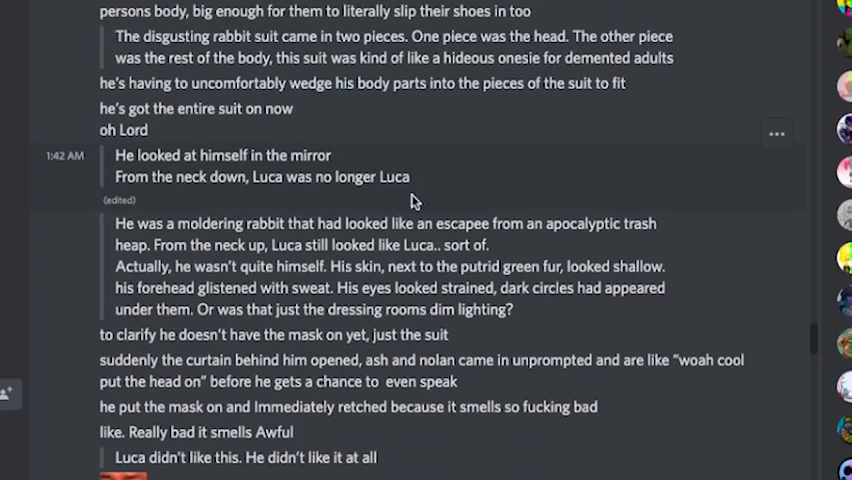 persons body, big enough for them to literally slip their shoes in too
The disgusting rabbit suit came in two pieces. One piece was the head. The other piece
was the rest of the body, this suit was kind of like a hideous onesie for demented adults
he's having to uncomfortably wedge his body parts into the pieces of the suit to fit
he's got the entire suit on now
oh Lord
1:42 AM He looked at himself in the mirror
From the neck down, Luca was no longer Luca
(edited)
He was a moldering rabbit that had looked like an escapee from an apocalyptic trash
heap. From the neck up, Luca still looked like Luca.. sort of.
Actually, he wasn't quite himself. His skin, next to the putrid green fur, looked shallow.
his forehead glistened with sweat. His eyes looked strained, dark circles had appeared
under them. Or was that just the dressing rooms dim lighting?
to clarify he doesn't have the mask on yet, just the suit
suddenly the curtain behind him opened, ash and nolan came in unprompted and are like "woah cool
put the head on" before he gets a chance to even speak
he put the mask on and Immediately retched because it smells so fucking bad
like. Really bad it smells Awful
Luca didn't like this. He didn't like it at all